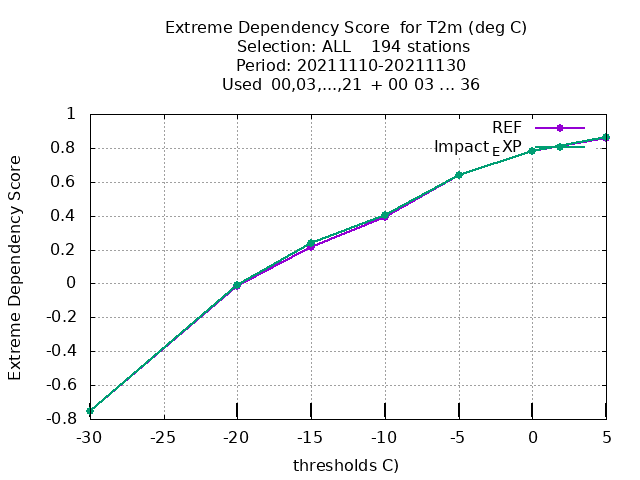 Extreme Dependency Score  for T2m (deg C)
Selection: ALL    194 stations
Period: 20211110-20211130
Used  00,03,...,21  + 00 03 ... 36
Extreme Dependency Score
1
0.8
0.6
0.4
0.2
0
-0.2
-0.4
-0.6
-0.8
REF
Impact_EXP
-30
-25
-20
-15
-10
-5
0
5
thresholds C)